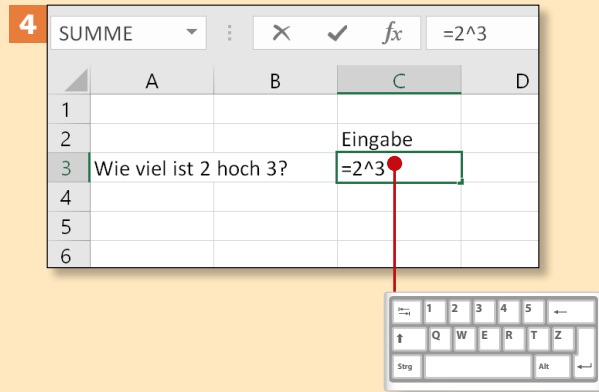 4
SUMME fx =2^3
A B C D
1
2 Eingabe
3 Wie viel ist 2 hoch 3? =2^3
4
5
6
1 2 3 4 5
Q W E R T Z
Strg Alt